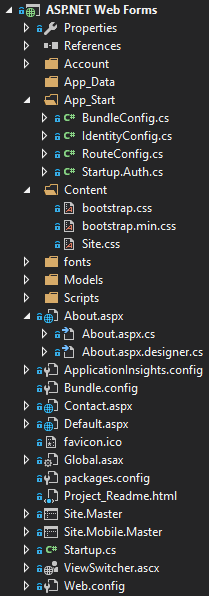 ASP.NET Web Forms
Properties
References
Account
App_Data
App_Start
BundleConfig.cs
IdentityConfig.cs
RouteConfig.cs
Startup.Auth.cs
Content
bootstrap.css
bootstrap.min.css
Site.css
fonts
Models
Scripts
About.aspx
About.aspx.cs
About.aspx.designer.cs
ApplicationInsights.config
Bundle.config
Contact.aspx
Default.aspx
favicon.ico
Global.asax
packages.config
Project_Readme.html
Site.Master
Site.Mobile.Master
Startup.cs
ViewSwitcher.ascx
Web.config